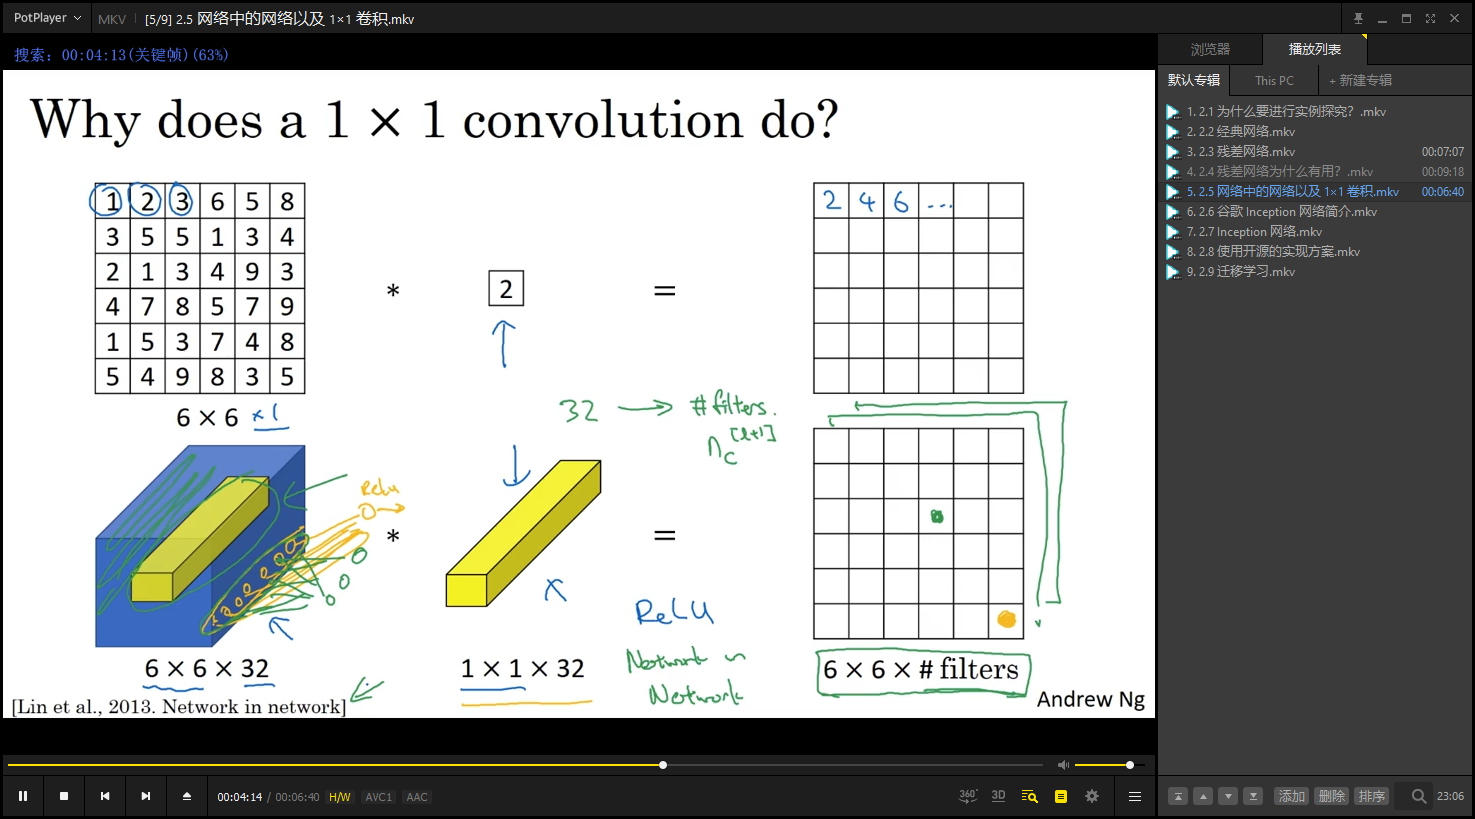 PotPlayer MKV [5/9] 2.5 网络中的网络以及 1×1 卷积.mkv
搜索: 00:04:13(关键帧)(63%)
Why does a 1 × 1 convolution do?
1 2 3 6 5 8
3 5 5 1 3 4
2 1 3 4 9 3
4 7 8 5 7 9
1 5 3 7 4 8
5 4 9 8 3 5
6 × 6 ×1
*
2
=
2 4 6 ...
32 → # filters.
n_c^[l+1]
ReLU
*
=
ReLU
Network in
Network
6 × 6 × 32
1 × 1 × 32
6 × 6 × # filters
[Lin et al., 2013. Network in network]
Andrew Ng
00:04:14 / 00:06:40 H/W AVC1 AAC
360° 3D
浏览器 播放列表
默认专辑 This PC + 新建专辑
1. 2.1 为什么要进行实例探究？.mkv
2. 2.2 经典网络.mkv
3. 2.3 残差网络.mkv 00:07:07
4. 2.4 残差网络为什么有用？.mkv 00:09:18
5. 2.5 网络中的网络以及 1×1 卷积.mkv 00:06:40
6. 2.6 谷歌 Inception 网络简介.mkv
7. 2.7 Inception 网络.mkv
8. 2.8 使用开源的实现方案.mkv
9. 2.9 迁移学习.mkv
添加 删除 排序 23:06